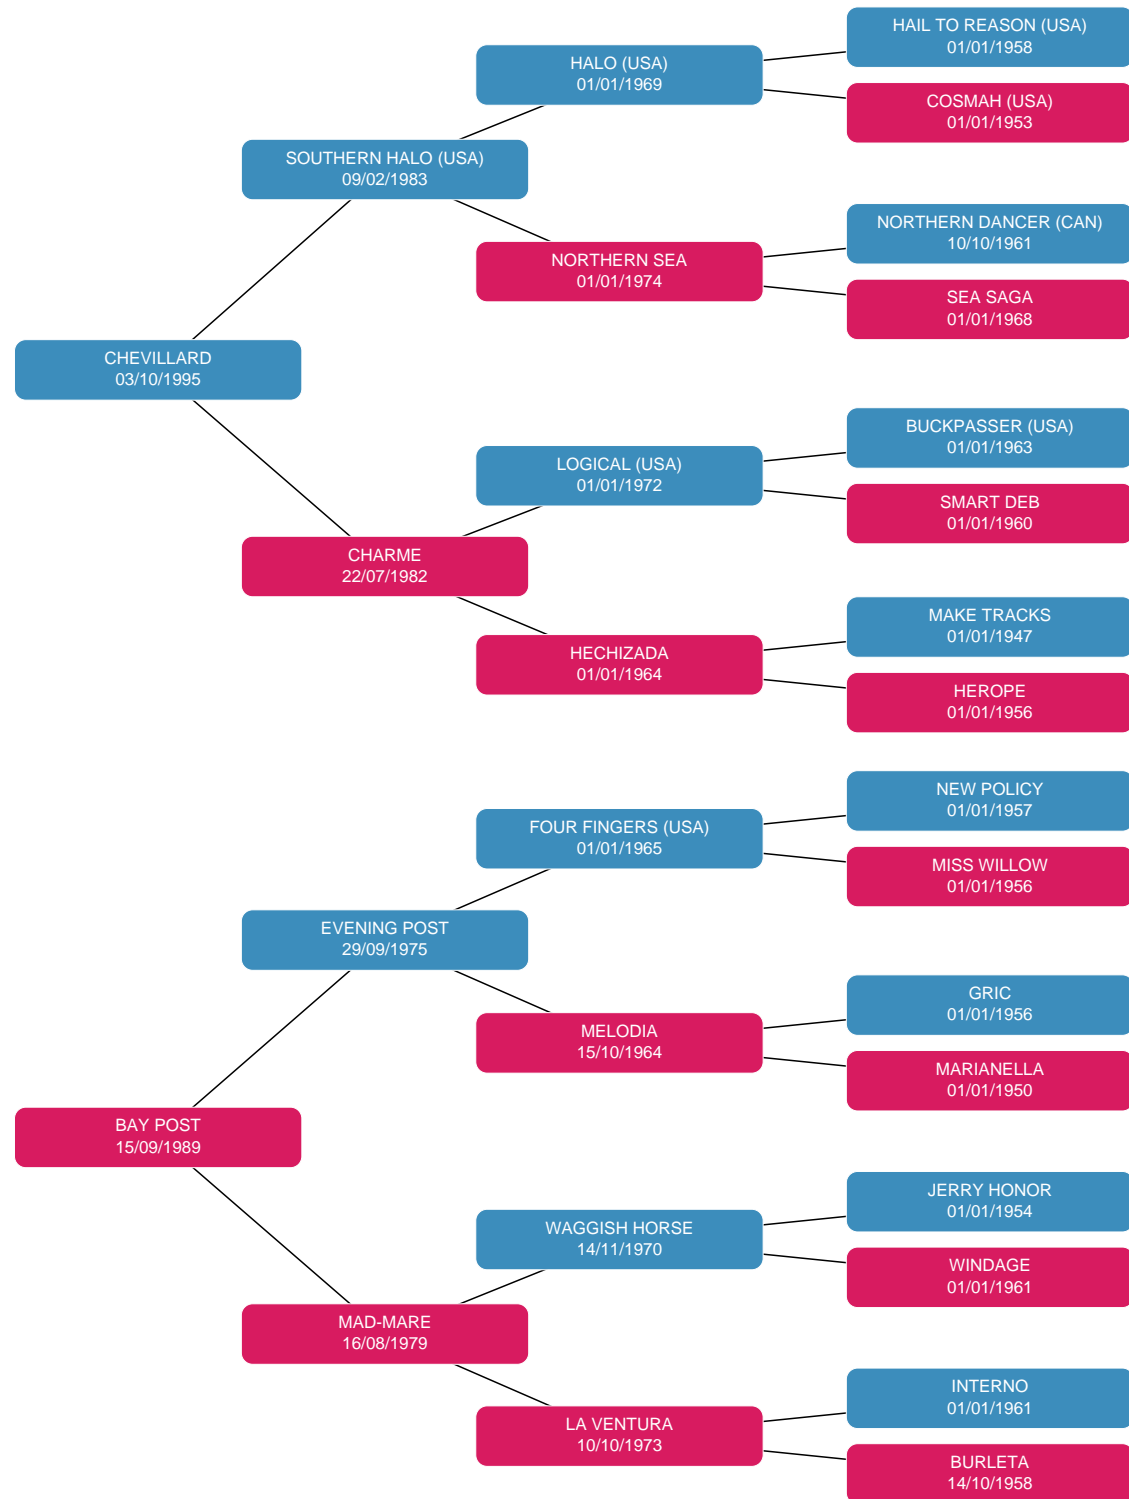 HAIL TO REASON (USA)
01/01/1958
HALO (USA)
01/01/1969
COSMAH (USA)
01/01/1953
SOUTHERN HALO (USA)
09/02/1983
NORTHERN DANCER (CAN)
10/10/1961
NORTHERN SEA
01/01/1974
SEA SAGA
01/01/1968
CHEVILLARD
03/10/1995
BUCKPASSER (USA)
01/01/1963
LOGICAL (USA)
01/01/1972
SMART DEB
01/01/1960
CHARME
22/07/1982
MAKE TRACKS
01/01/1947
HECHIZADA
01/01/1964
HEROPE
01/01/1956
NEW POLICY
01/01/1957
FOUR FINGERS (USA)
01/01/1965
MISS WILLOW
01/01/1956
EVENING POST
29/09/1975
GRIC
01/01/1956
MELODIA
15/10/1964
MARIANELLA
01/01/1950
BAY POST
15/09/1989
JERRY HONOR
01/01/1954
WAGGISH HORSE
14/11/1970
WINDAGE
01/01/1961
MAD-MARE
16/08/1979
INTERNO
01/01/1961
LA VENTURA
10/10/1973
BURLETA
14/10/1958